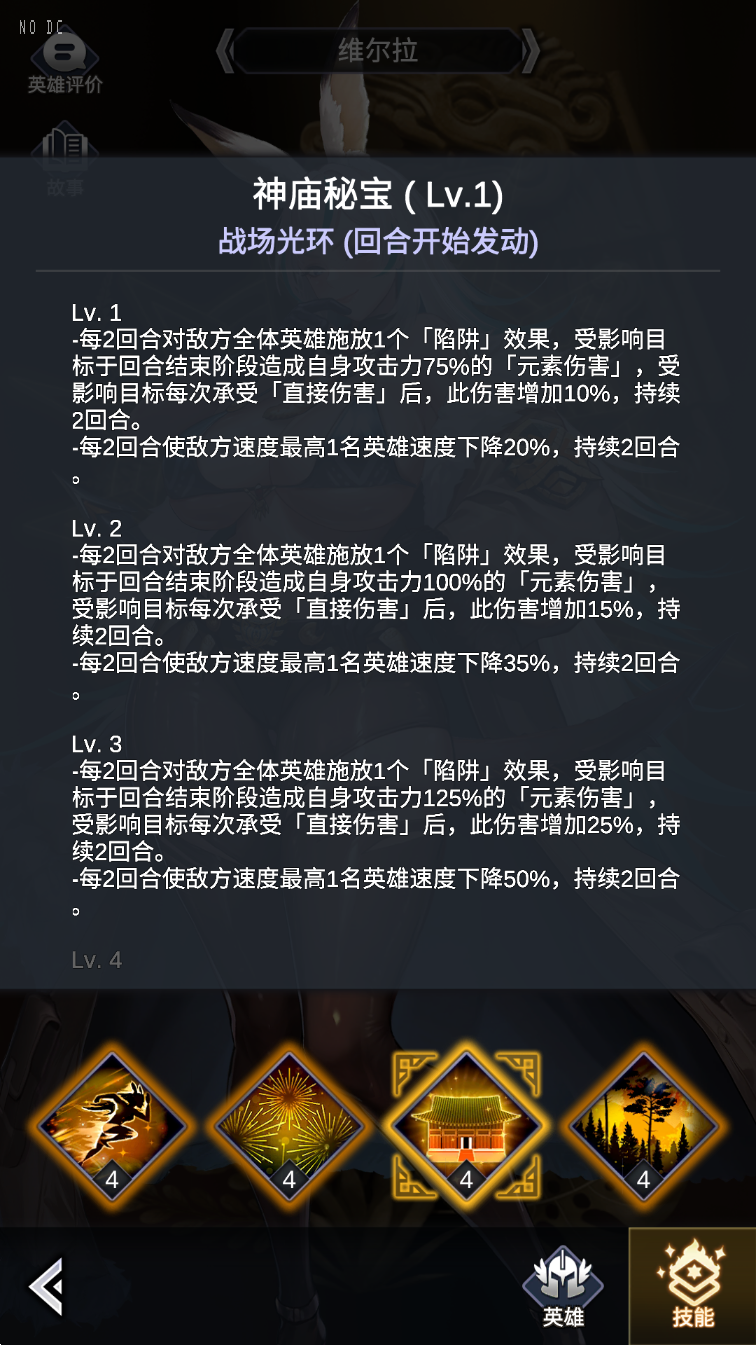 NO DC
维尔拉
英雄评价
故事
神庙秘宝 ( Lv.1)
战场光环 (回合开始发动)
Lv. 1
-每2回合对敌方全体英雄施放1个「陷阱」效果，受影响目
标于回合结束阶段造成自身攻击力75%的「元素伤害」，受
影响目标每次承受「直接伤害」后，此伤害增加10%，持续
2回合。
-每2回合使敌方速度最高1名英雄速度下降20%，持续2回合
。
Lv. 2
-每2回合对敌方全体英雄施放1个「陷阱」效果，受影响目
标于回合结束阶段造成自身攻击力100%的「元素伤害」，
受影响目标每次承受「直接伤害」后，此伤害增加15%，持
续2回合。
-每2回合使敌方速度最高1名英雄速度下降35%，持续2回合
。
Lv. 3
-每2回合对敌方全体英雄施放1个「陷阱」效果，受影响目
标于回合结束阶段造成自身攻击力125%的「元素伤害」，
受影响目标每次承受「直接伤害」后，此伤害增加25%，持
续2回合。
-每2回合使敌方速度最高1名英雄速度下降50%，持续2回合
。
Lv. 4
4
4
4
4
英雄
技能